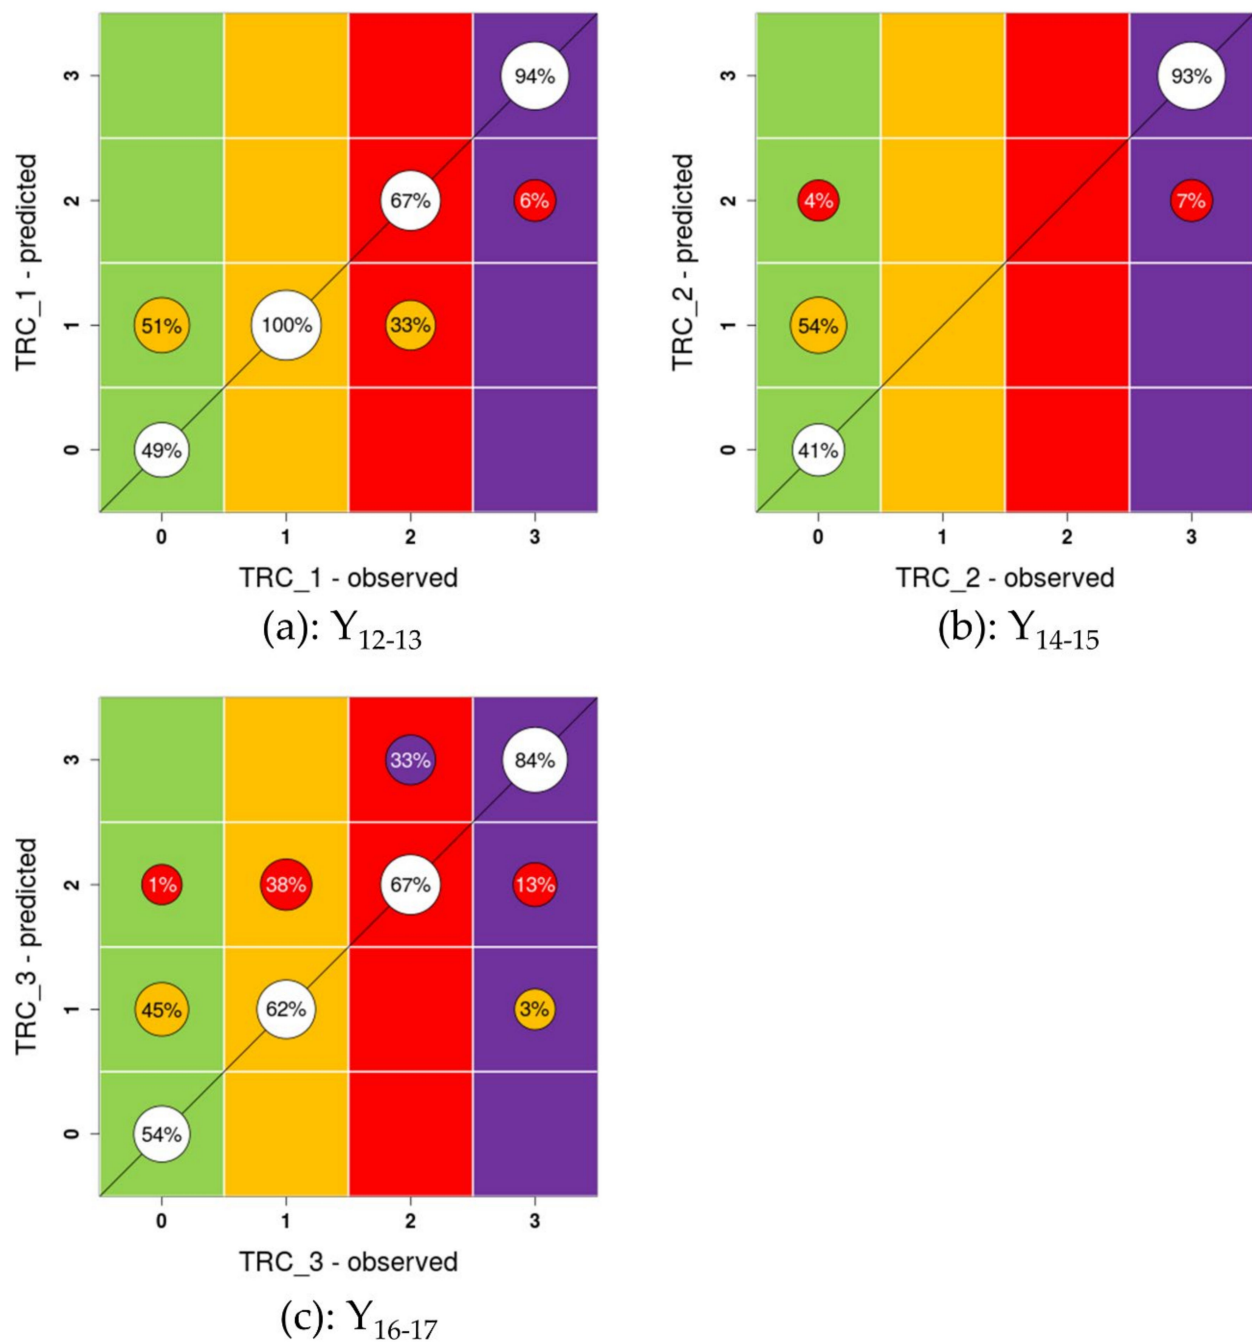 TRC_1 - predicted
3
94%
2
67%
6%
1
51%
100%
33%
0
49%
0 1 2 3
TRC_1 - observed
(a): Y12-13
TRC_2 - predicted
3
93%
2
4%
7%
1
54%
0
41%
0 1 2 3
TRC_2 - observed
(b): Y14-15
TRC_3 - predicted
3
33%
84%
2
1%
38%
67%
13%
1
45%
62%
3%
0
54%
0 1 2 3
TRC_3 - observed
(c): Y16-17